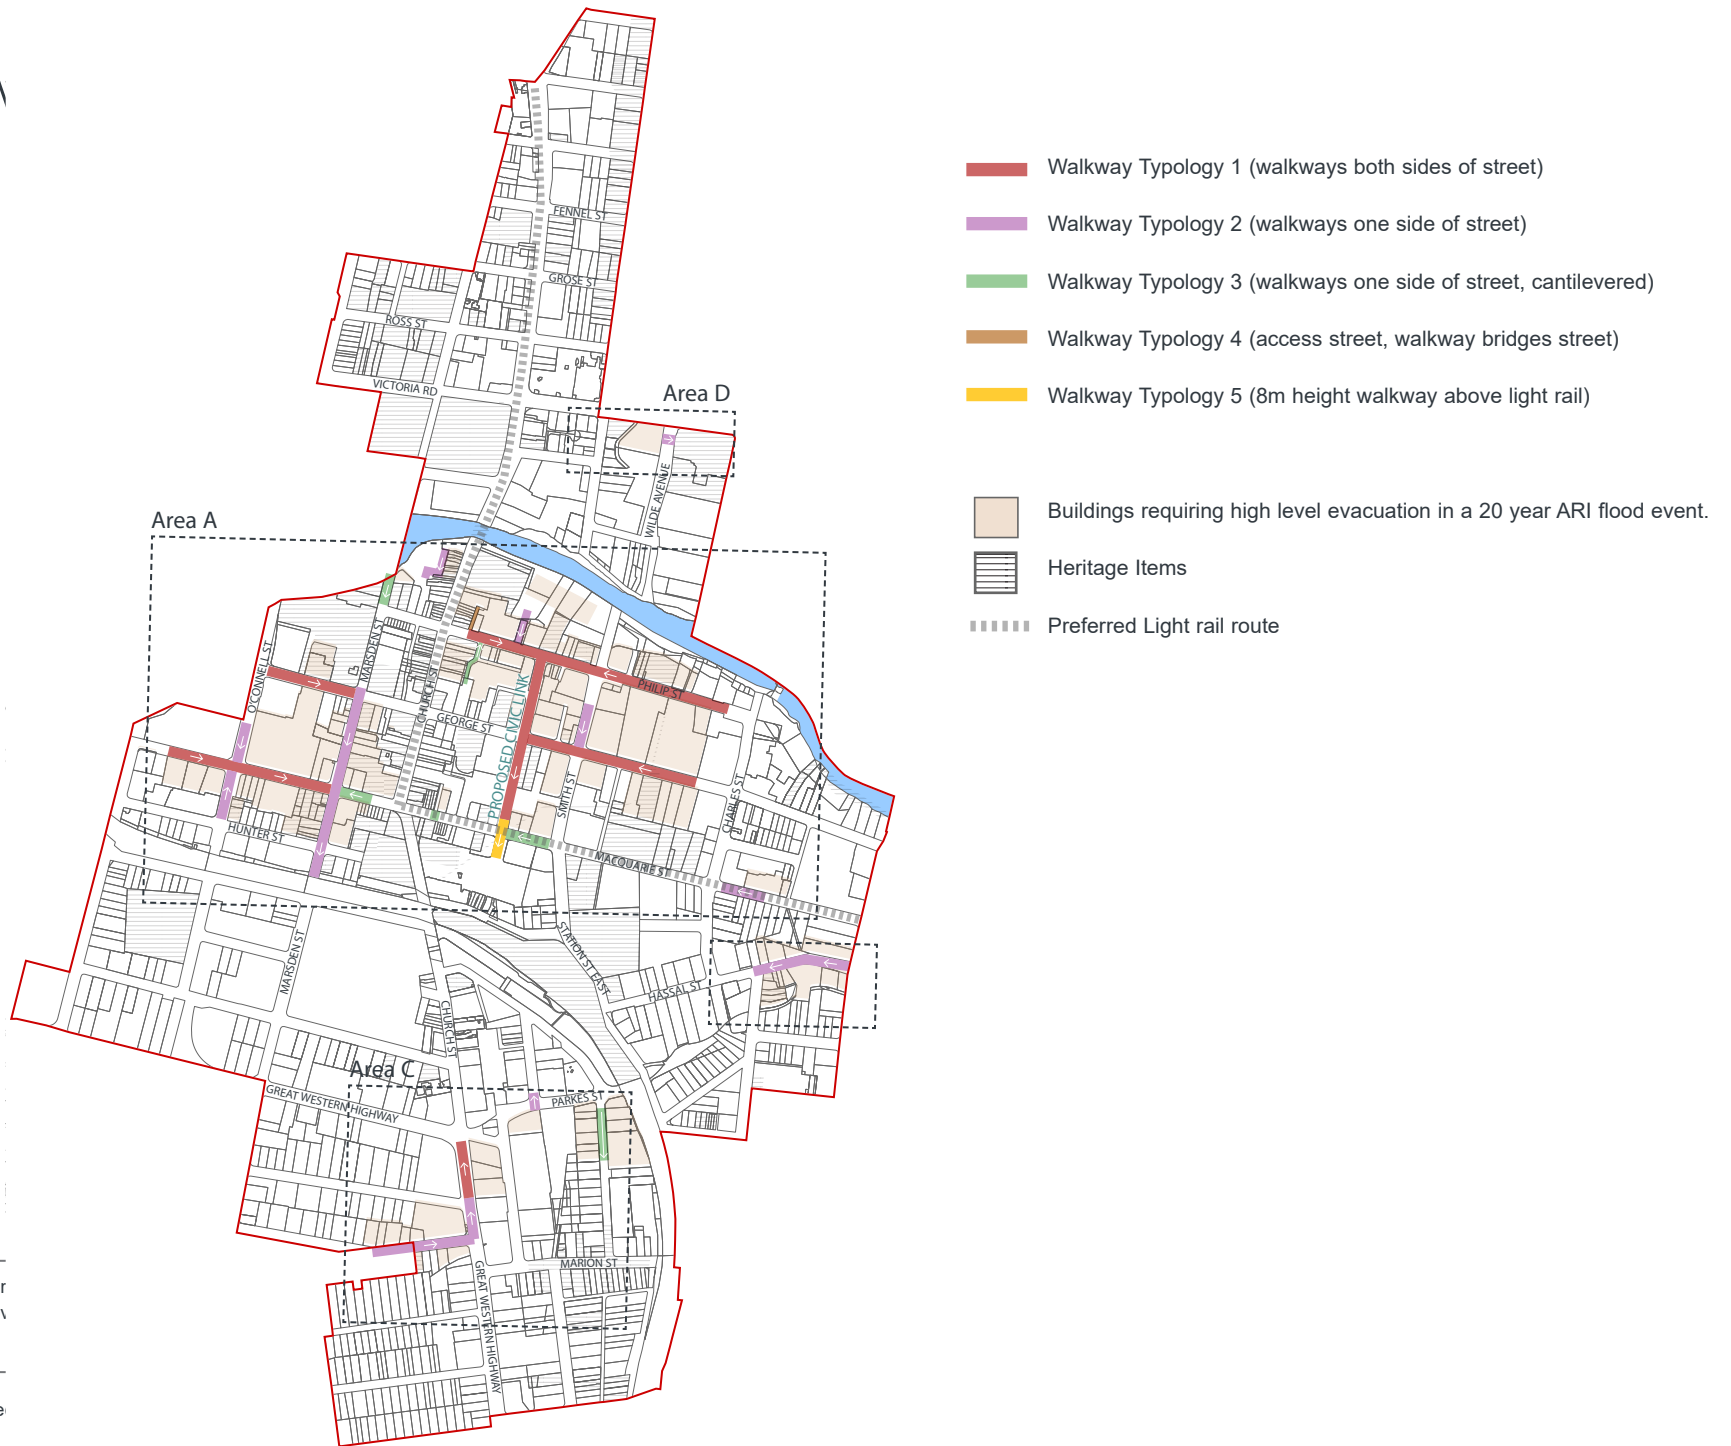 Walkway Typology 1 (walkways both sides of street)
Walkway Typology 2 (walkways one side of street)
Walkway Typology 3 (walkways one side of street, cantilevered)
Walkway Typology 4 (access street, walkway bridges street)
Walkway Typology 5 (8m height walkway above light rail)
Buildings requiring high level evacuation in a 20 year ARI flood event.
Heritage Items
Preferred Light rail route
FENNEL ST
GROSE ST
ROSS ST
VICTORIA RD
Area D
WILDE AVENUE
Area A
O'CONNELL ST
MARSDEN ST
CHURCH ST
GEORGE ST
PROPOSED CIVIC LINK
PHILIP ST
SMITH ST
CHARLES ST
HUNTER ST
MACQUARIE ST
MARSDEN ST
STATION ST EAST
HASSAL ST
CHURCH ST
Area C
GREAT WESTERN HIGHWAY
PARKES ST
MARION ST
GREAT WESTERN HIGHWAY